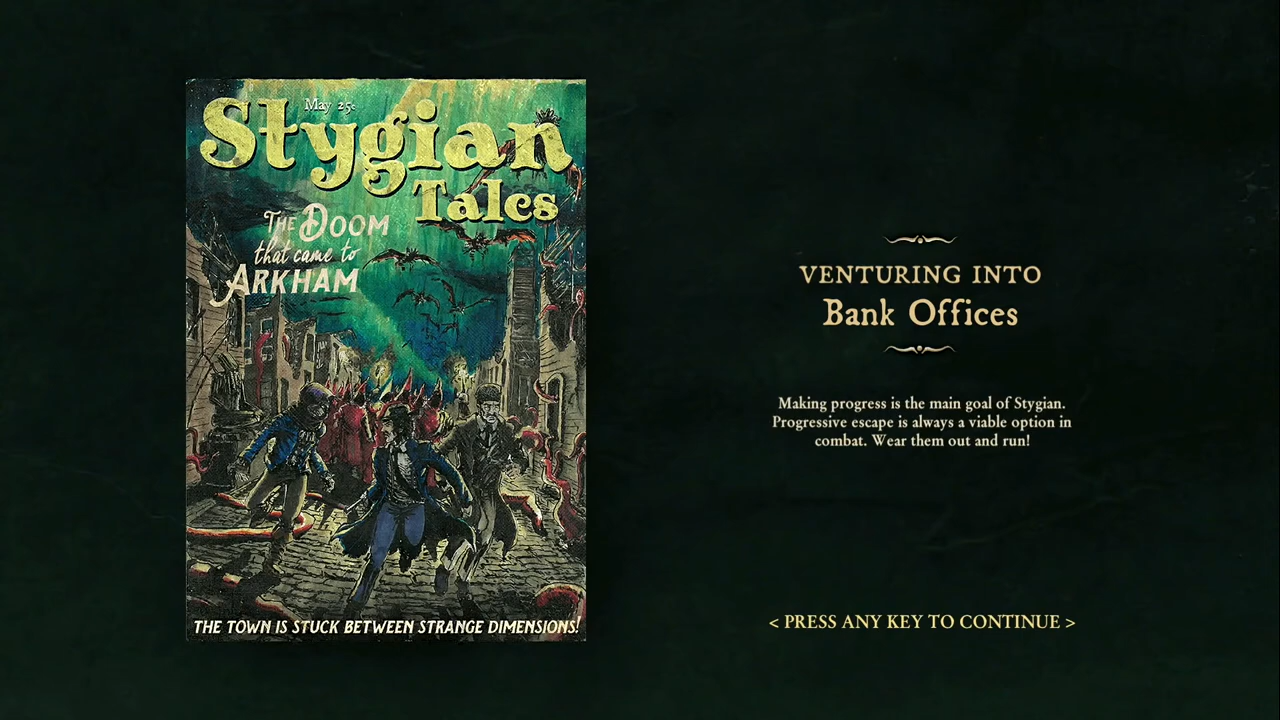 May 25c
Stygian
Tales
THE DOOM
that came to
ARKHAM
THE TOWN IS STUCK BETWEEN STRANGE DIMENSIONS!
VENTURING INTO
Bank Offices
Making progress is the main goal of Stygian.
Progressive escape is always a viable option in
combat. Wear them out and run!
< PRESS ANY KEY TO CONTINUE >